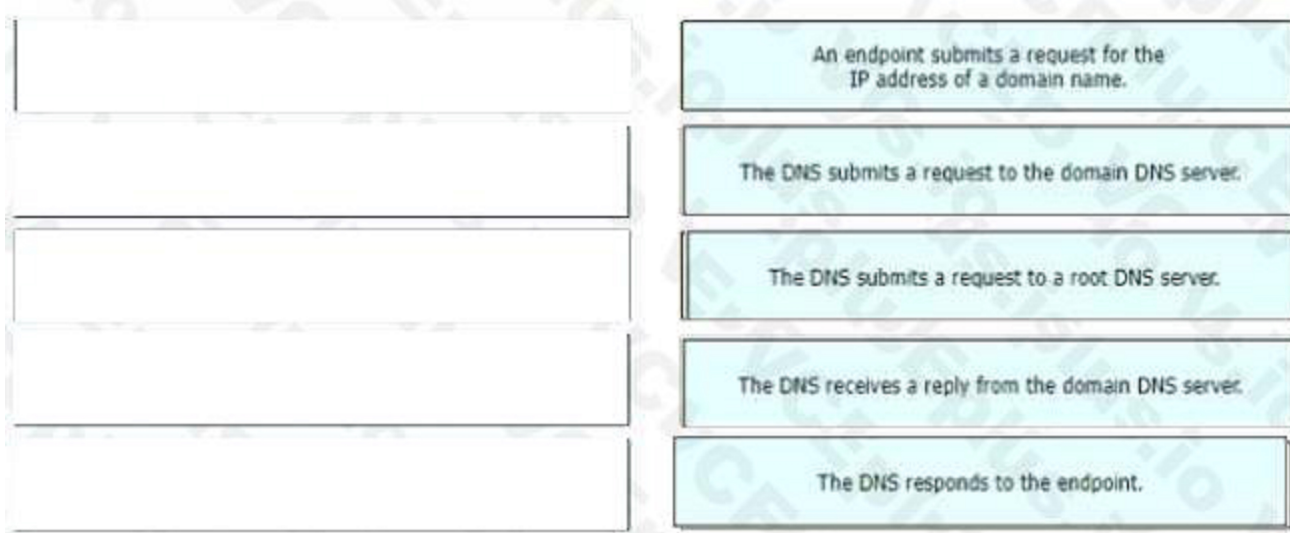 An endpoint submits a request for the
IP address of a domain name.
The DNS submits a request to the domain DNS server.
The DNS submits a request to a root DNS server.
The DNS receives a reply from the domain DNS server.
The DNS responds to the endpoint.